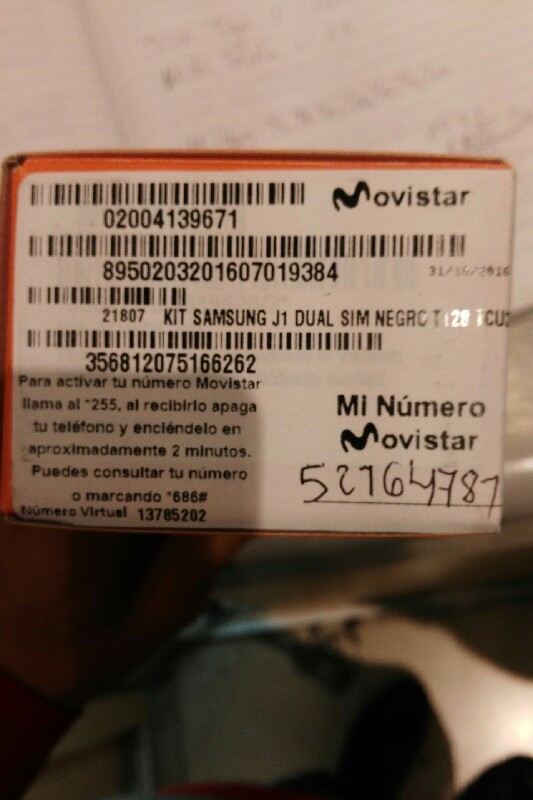 Movistar
02004139671
8950203201607019384
31/10/2016
21807 KIT SAMSUNG J1 DUAL SIM NEGRO
356812075166262
Para activar tu número Movistar
llama al *255, al recibirlo apaga
tu teléfono y enciéndelo en
aproximadamente 2 minutos.
Puedes consultar tu número
o marcando *686#
Número Virtual 13785202
Mi Número
Movistar
52764787